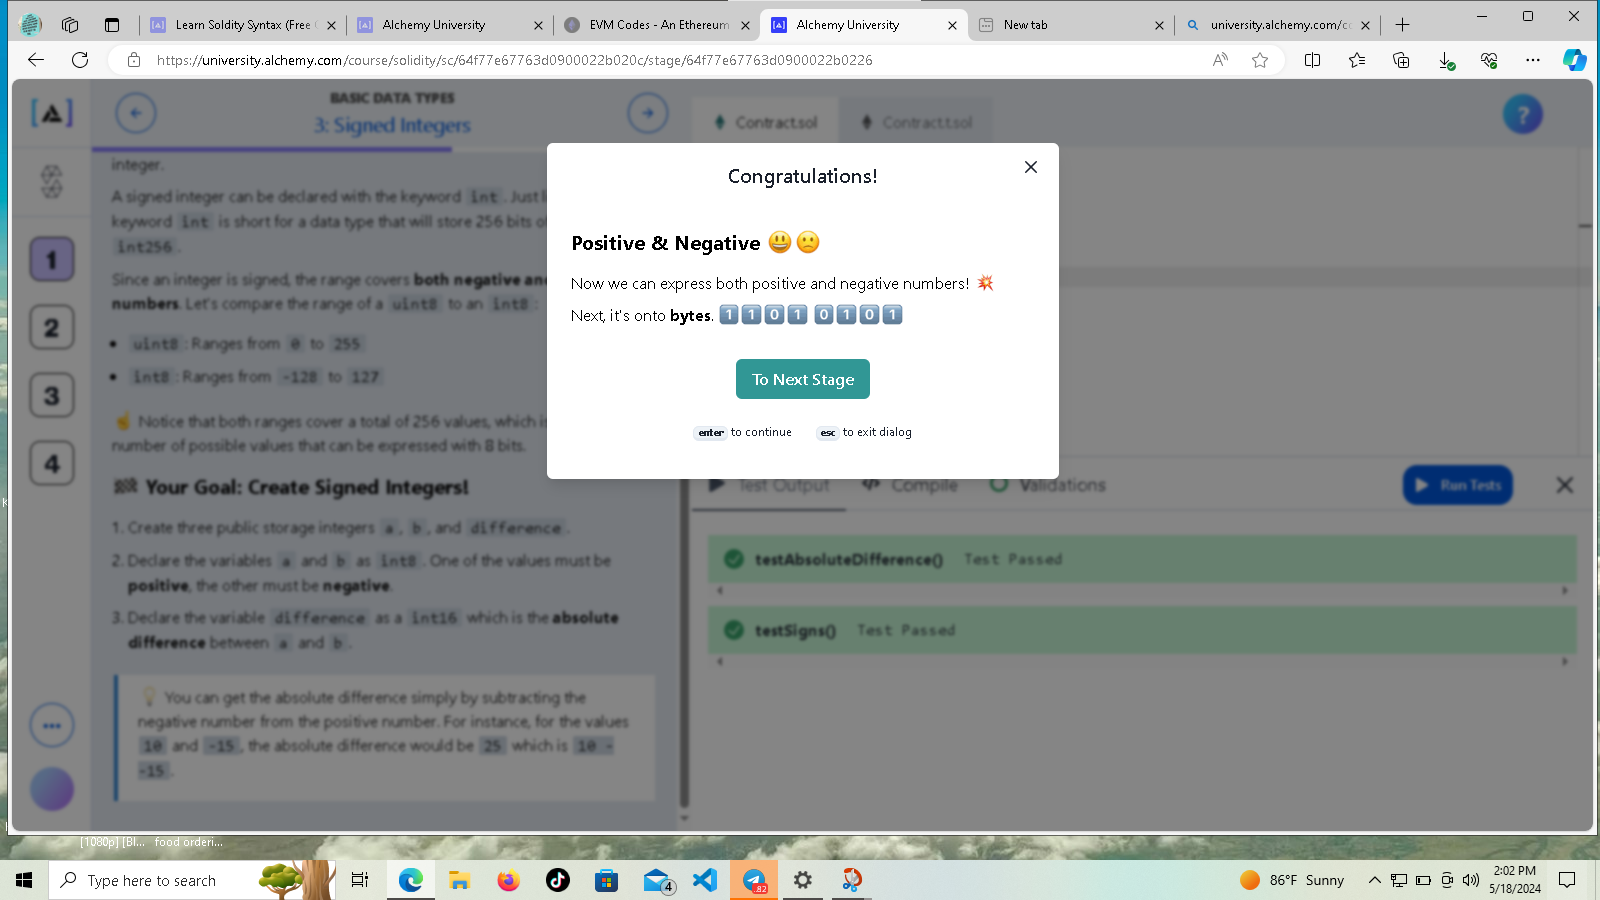 Learn Soldity Syntax (Free
Alchemy University
EVM Codes - An Ethereum
Alchemy University
New tab
university.alchemy.com/c
https://university.alchemy.com/course/solidity/sc/64f77e67763d0900022b020c/stage/64f77e67763d0900022b0226
BASIC DATA TYPES
3: Signed Integers
Contract.sol
Contract.t.sol
?
1
2
3
4
integer.
A signed integer can be declared with the keyword int. Just
keyword int is short for a data type that will store 256 bits
int256.
Since an integer is signed, the range covers both negative
numbers. Let's compare the range of a uint8 to an int8:
• uint8: Ranges from 0 to 255
• int8: Ranges from -128 to 127
☝️ Notice that both ranges cover a total of 256 values, which
number of possible values that can be expressed with 8 bits.
🏁 Your Goal: Create Signed Integers!
1. Create three public storage integers a, b, and difference.
2. Declare the variables a and b as int8. One of the values must be
positive, the other must be negative.
3. Declare the variable difference as a int16 which is the absolute
difference between a and b.
💡 You can get the absolute difference simply by subtracting the
negative number from the positive number. For instance, for the values
10 and -15, the absolute difference would be 25 which is 10 -
-15.
Congratulations!
Positive & Negative 😃🙁
Now we can express both positive and negative numbers! 💥
Next, it's onto bytes. 1️⃣1️⃣0️⃣1️⃣ 0️⃣1️⃣0️⃣1️⃣
To Next Stage
enter to continue
esc to exit dialog
Test Output
Compile
Validations
Run Tests
testAbsoluteDifference() Test Passed
testSigns() Test Passed
[1080p] [Bl...
food orderi...
Type here to search
4
82
86°F Sunny
2:02 PM
5/18/2024